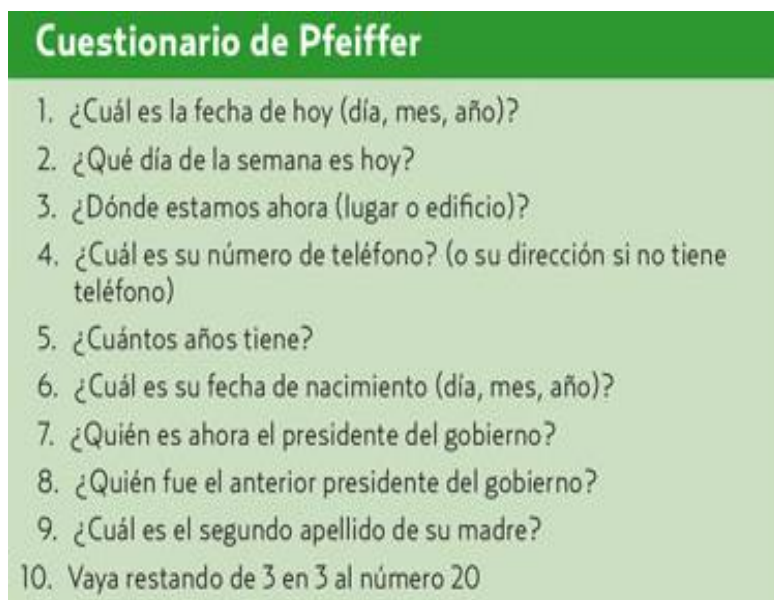 Cuestionario de Pfeiffer
1. ¿Cuál es la fecha de hoy (día, mes, año)?
2. ¿Qué día de la semana es hoy?
3. ¿Dónde estamos ahora (lugar o edificio)?
4. ¿Cuál es su número de teléfono? (o su dirección si no tiene
teléfono)
5. ¿Cuántos años tiene?
6. ¿Cuál es su fecha de nacimiento (día, mes, año)?
7. ¿Quién es ahora el presidente del gobierno?
8. ¿Quién fue el anterior presidente del gobierno?
9. ¿Cuál es el segundo apellido de su madre?
10. Vaya restando de 3 en 3 al número 20